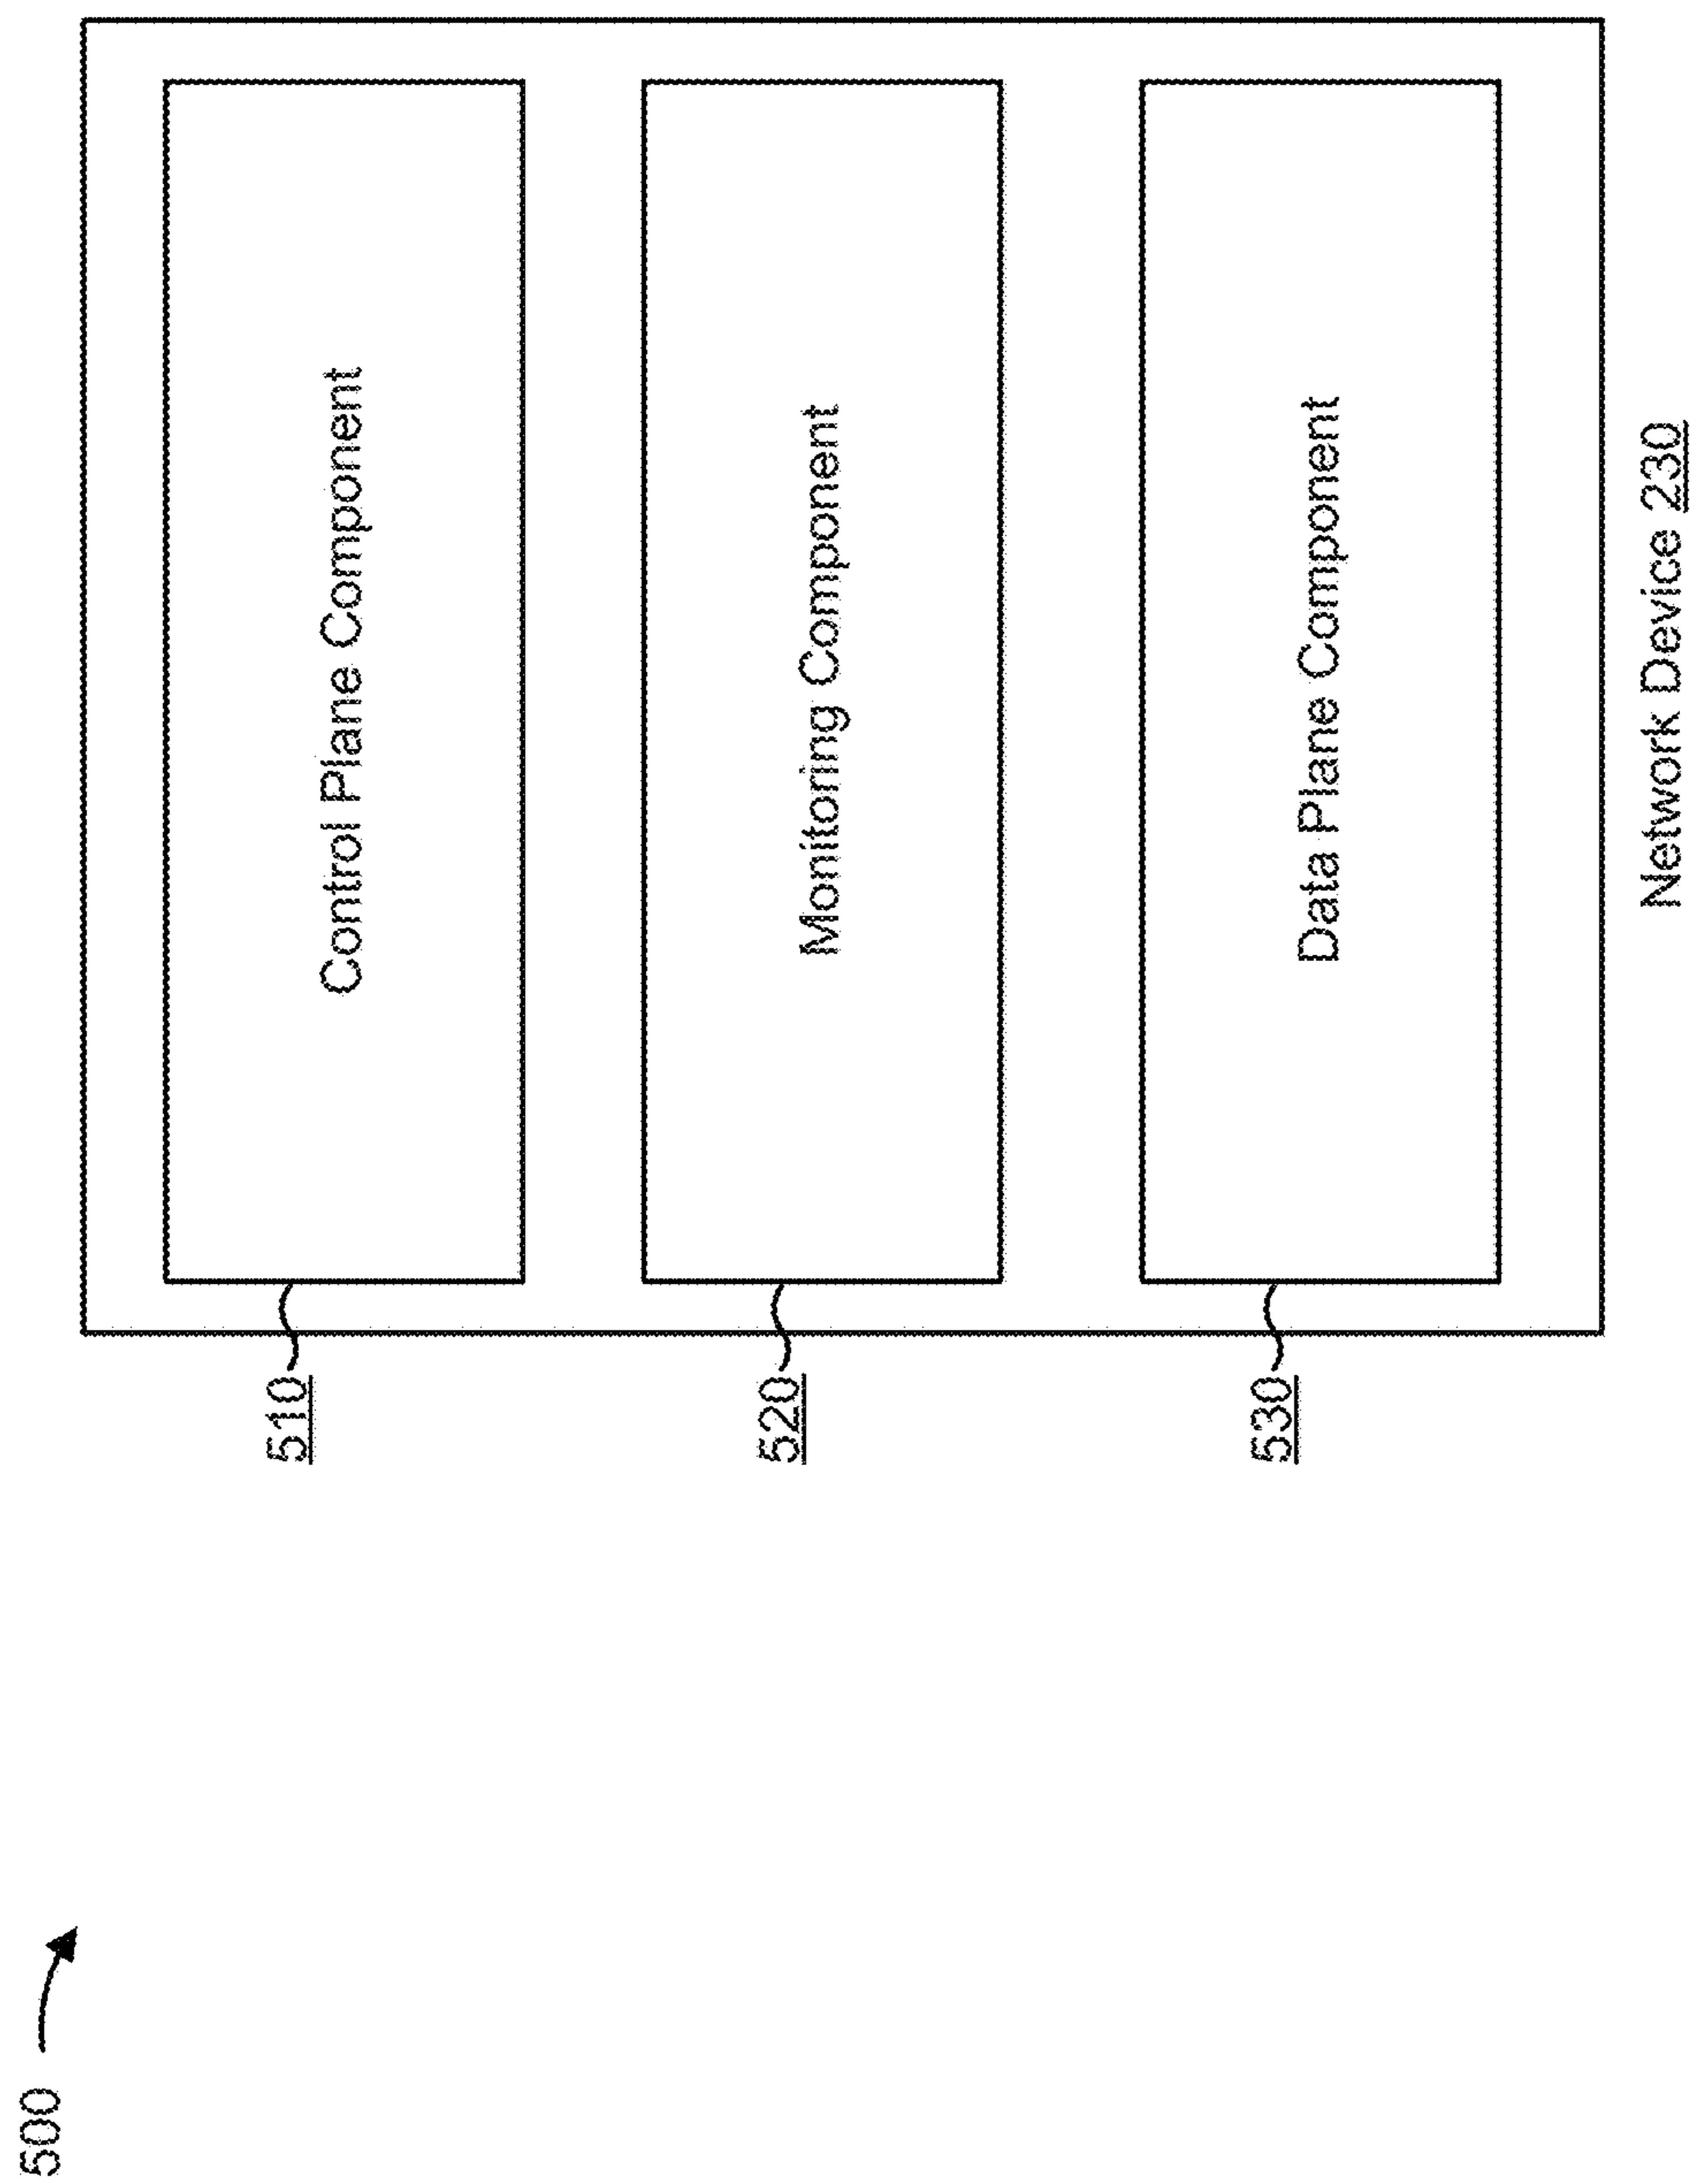 500
510
Control Plane Component
520
Monitoring Component
530
Data Plane Component
Network Device 230